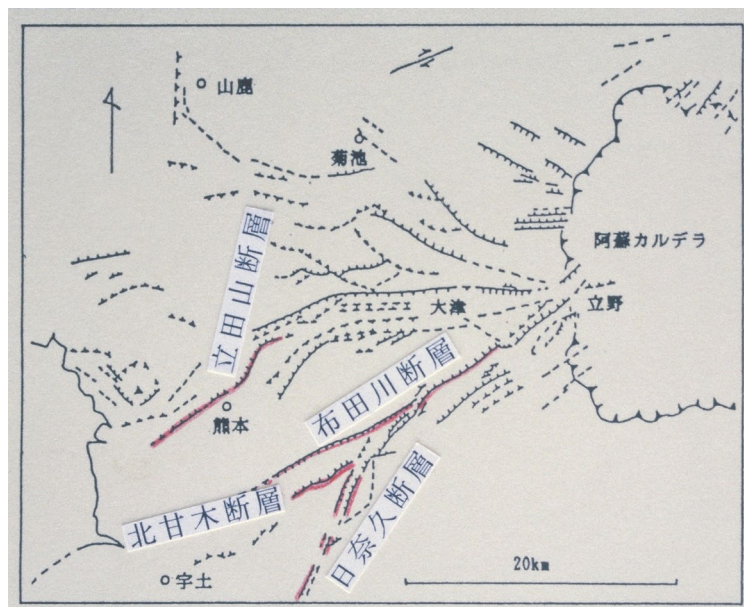 山鹿
菊池
阿蘇カルデラ
立田山断層
大津
立野
布田川断層
熊本
北甘木断層
日奈久断層
宇土
20km